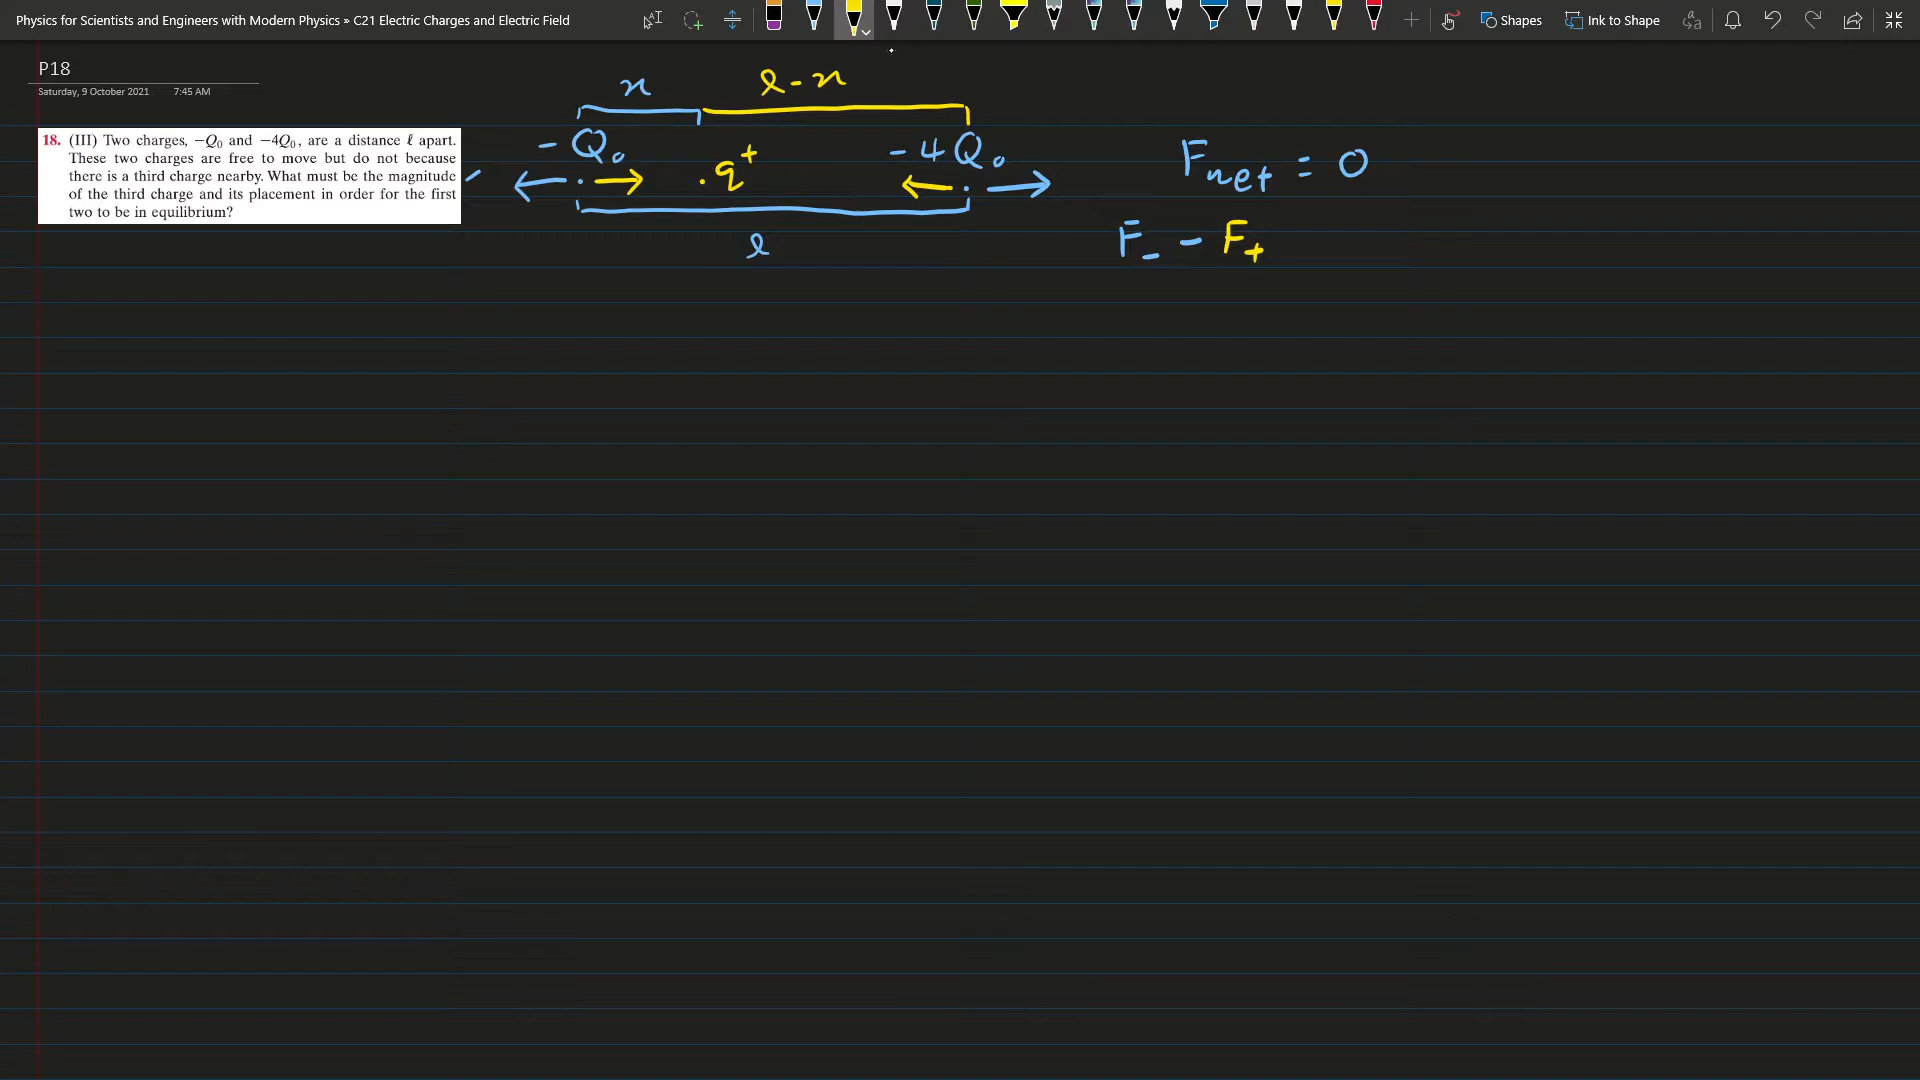 Physics for Scientists and Engineers with Modern Physics » C21 Electric Charges and Electric Field
Shapes
Ink to Shape
P18
Saturday, 9 October 2021 7:45 AM
18. (III) Two charges, −Q₀ and −4Q₀, are a distance ℓ apart.
These two charges are free to move but do not because
there is a third charge nearby. What must be the magnitude
of the third charge and its placement in order for the first
two to be in equilibrium?
x
ℓ - x
- Q₀
q⁺
- 4 Q₀
ℓ
F_net = 0
F₋ - F₊